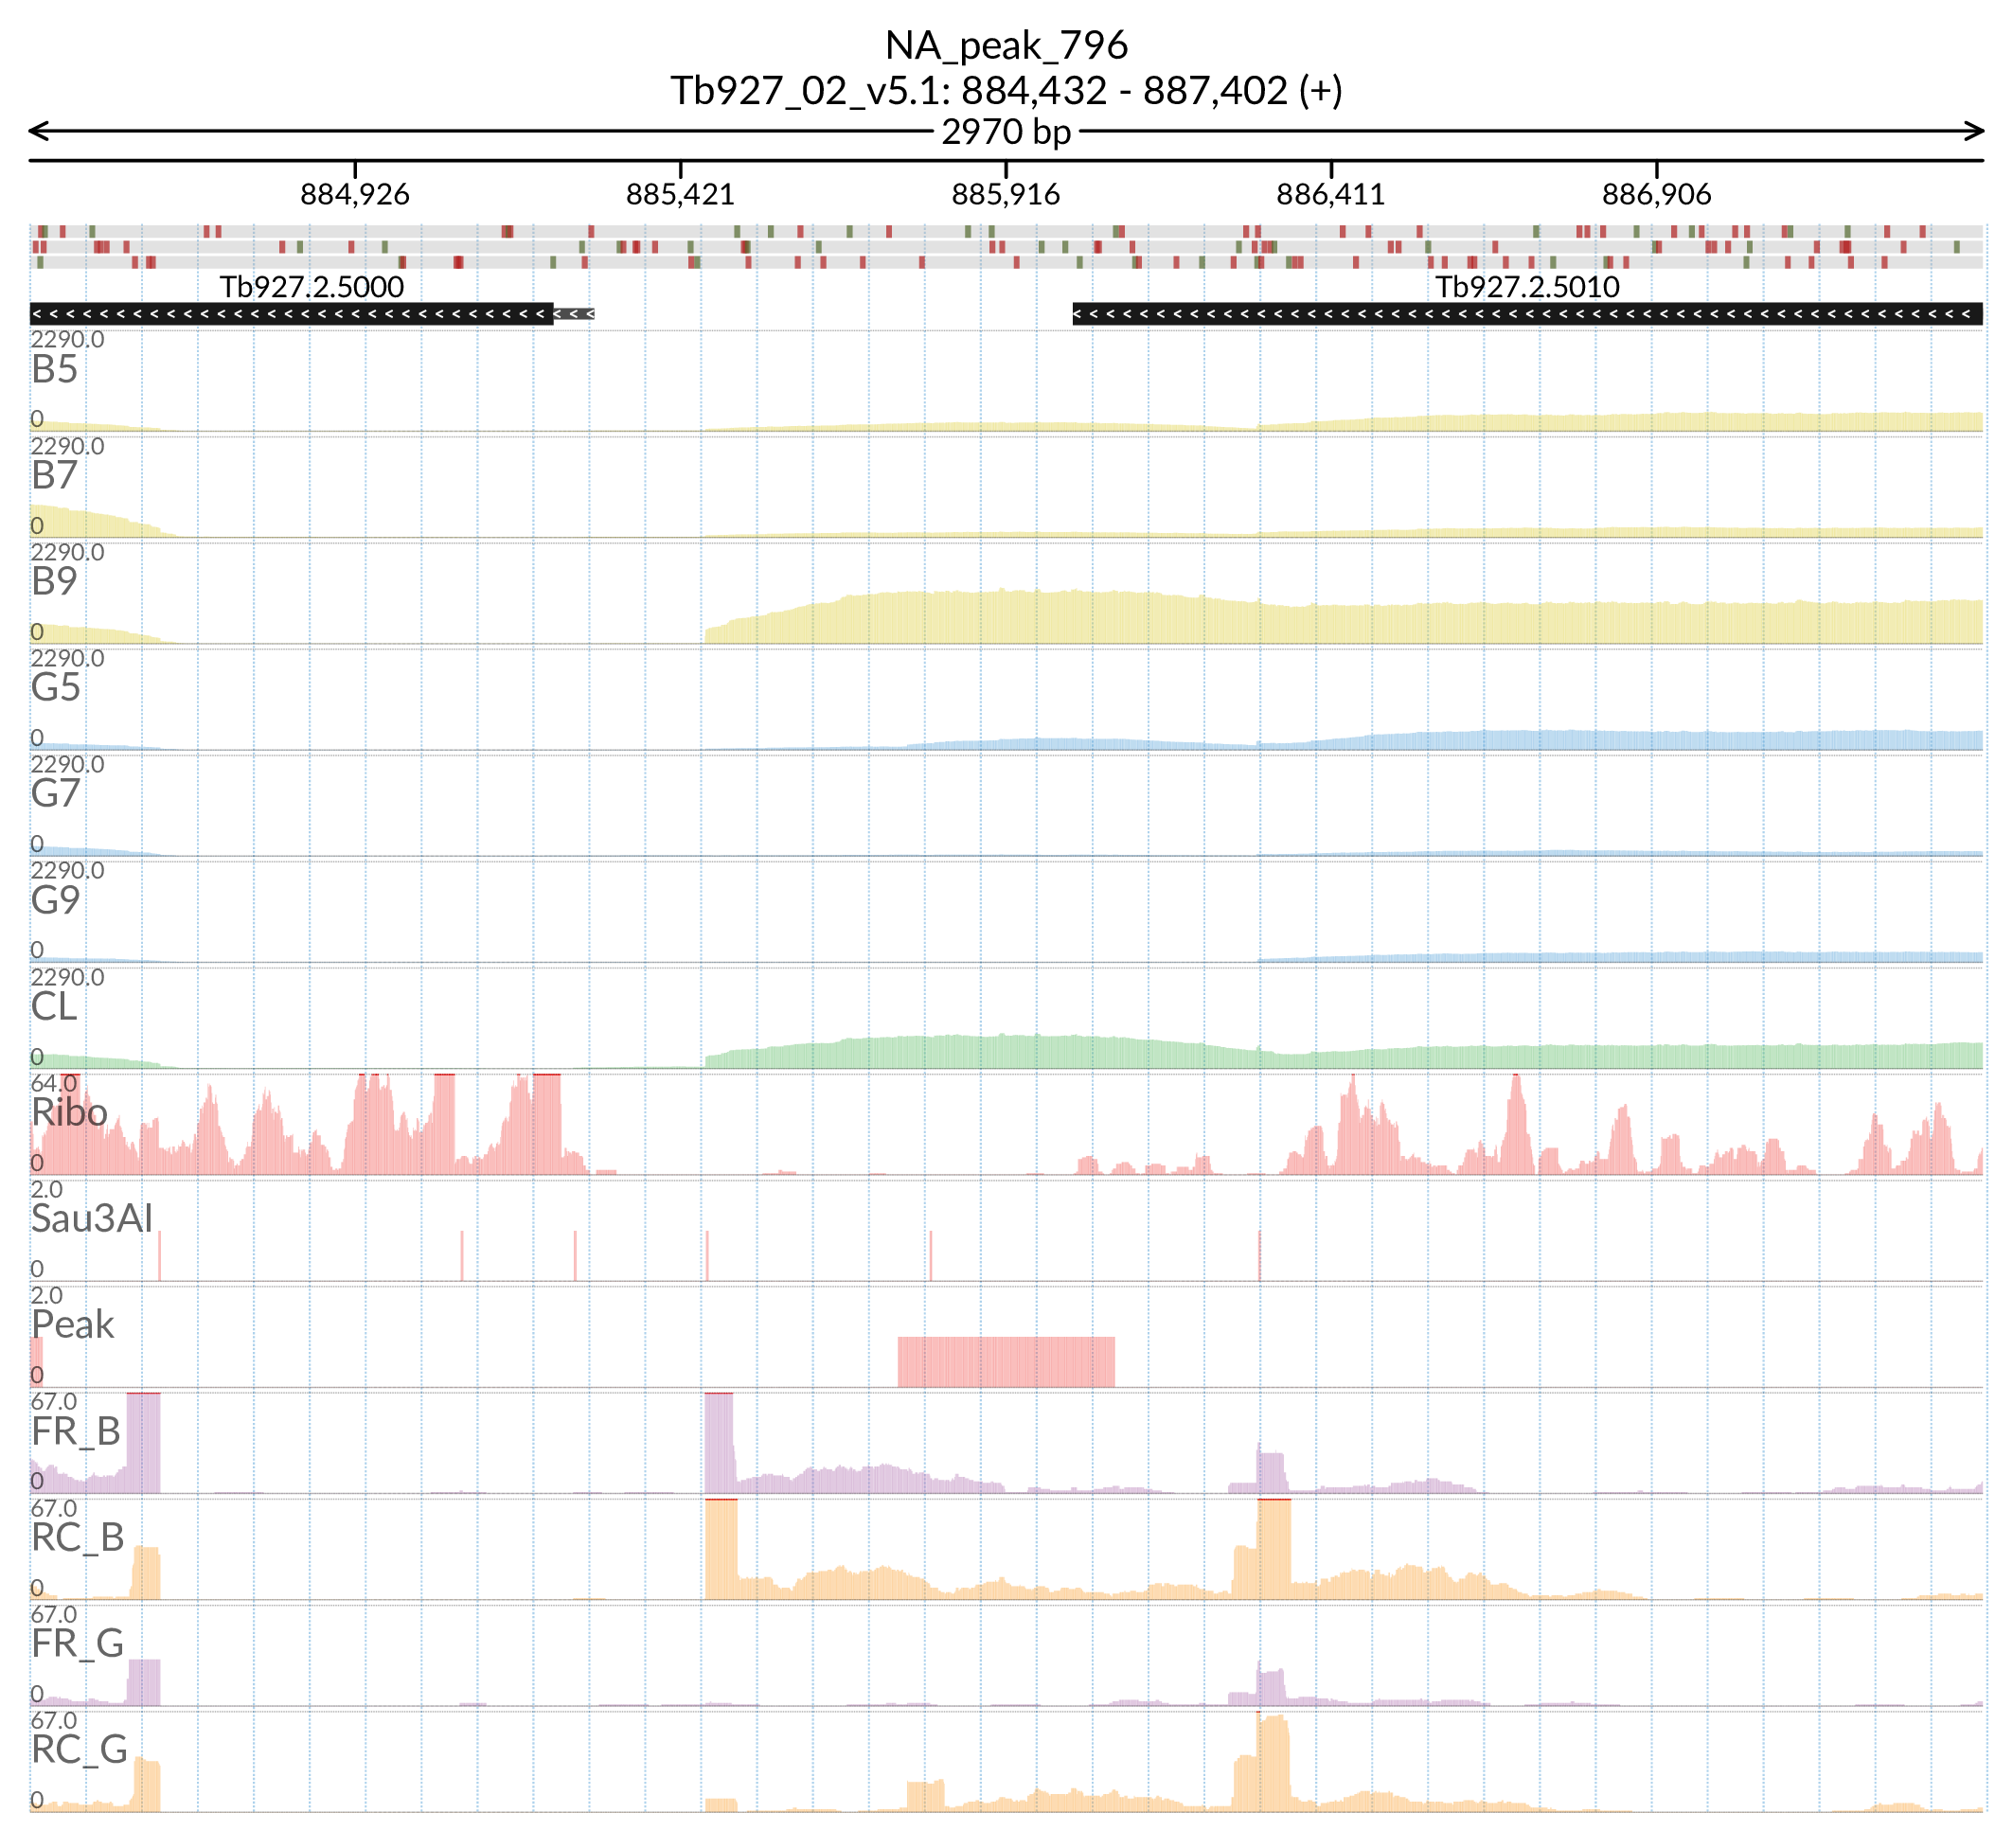 NA_peak_796
Tb927_02_v5.1: 884,432 - 887,402 (+)
2970 bp
884,926 885,421 885,916 886,411 886,906
Tb927.2.5000 Tb927.2.5010
2290.0
B5
0
2290.0
B7
0
2290.0
B9
0
2290.0
G5
0
2290.0
G7
0
2290.0
G9
0
2290.0
CL
0
64.0
Ribo
0
2.0
Sau3AI
0
2.0
Peak
0
67.0
FR_B
0
67.0
RC_B
0
67.0
FR_G
0
67.0
RC_G
0